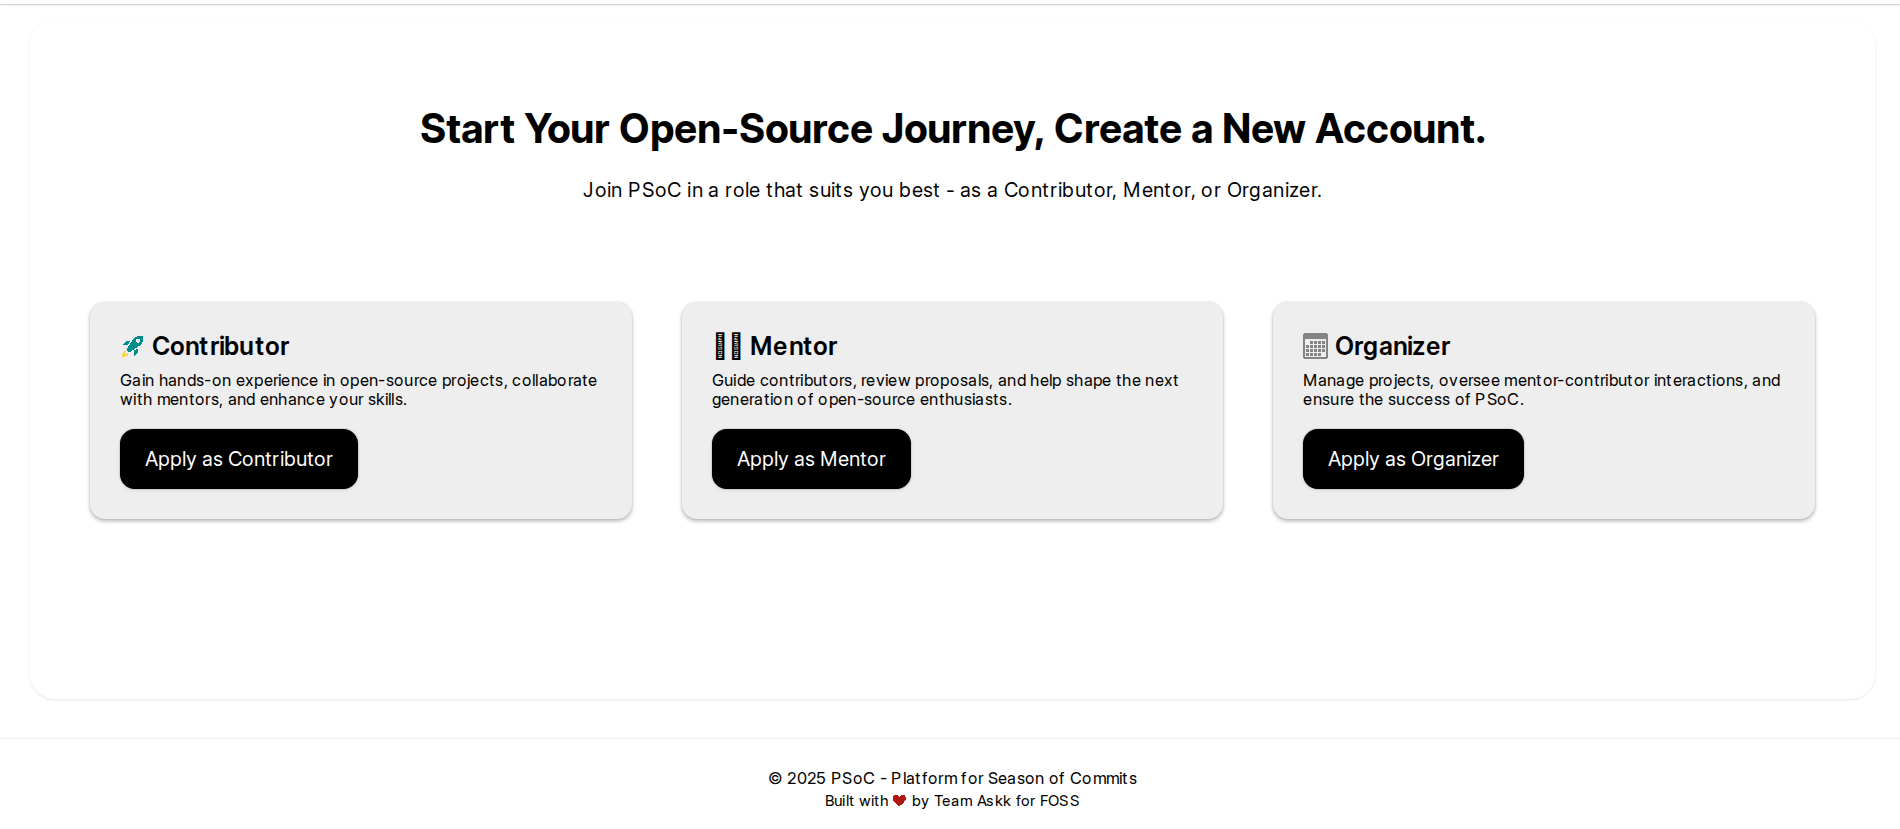 Start Your Open-Source Journey, Create a New Account.
Join PSoC in a role that suits you best - as a Contributor, Mentor, or Organizer.
🚀 Contributor
Gain hands-on experience in open-source projects, collaborate
with mentors, and enhance your skills.
Apply as Contributor
Mentor
Guide contributors, review proposals, and help shape the next
generation of open-source enthusiasts.
Apply as Mentor
Organizer
Manage projects, oversee mentor-contributor interactions, and
ensure the success of PSoC.
Apply as Organizer
© 2025 PSoC - Platform for Season of Commits
Built with ❤ by Team Askk for FOSS